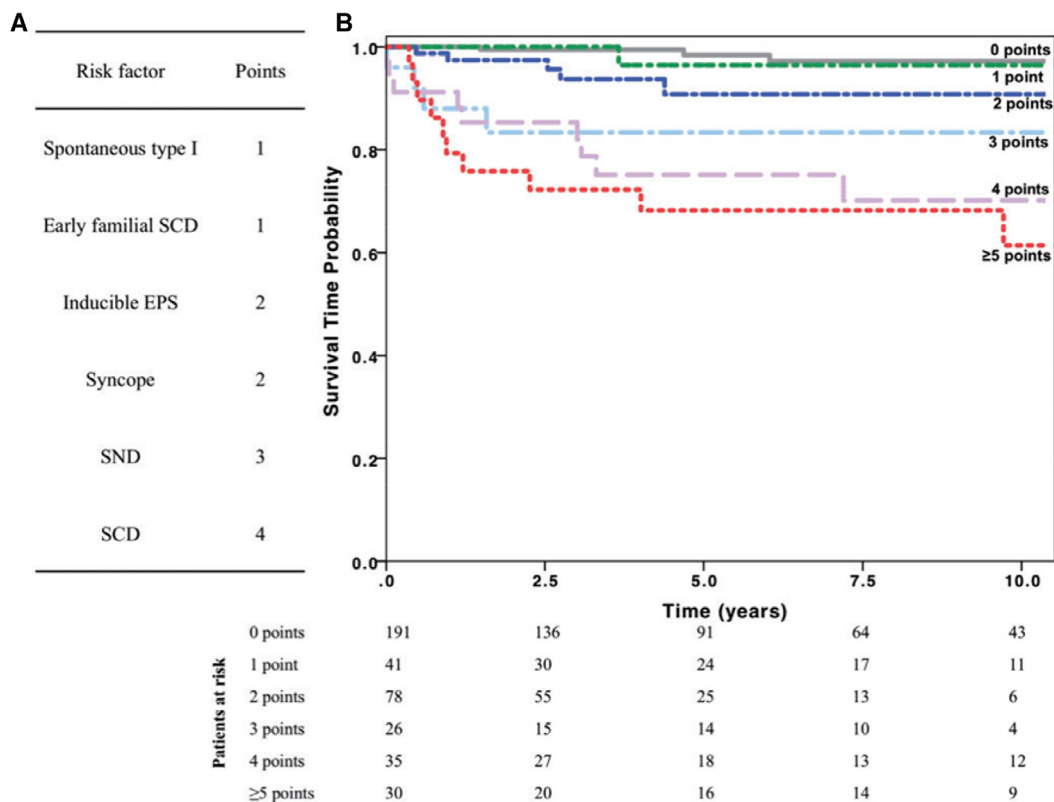 A
Risk factor Points
Spontaneous type I 1
Early familial SCD 1
Inducible EPS 2
Syncope 2
SND 3
SCD 4
B
Survival Time Probability
1.0
0.8
0.6
0.4
0.2
0.0
0 points
1 point
2 points
3 points
4 points
≥5 points
.0 2.5 5.0 7.5 10.0
Time (years)
Patients at risk
0 points 191 136 91 64 43
1 point 41 30 24 17 11
2 points 78 55 25 13 6
3 points 26 15 14 10 4
4 points 35 27 18 13 12
≥5 points 30 20 16 14 9